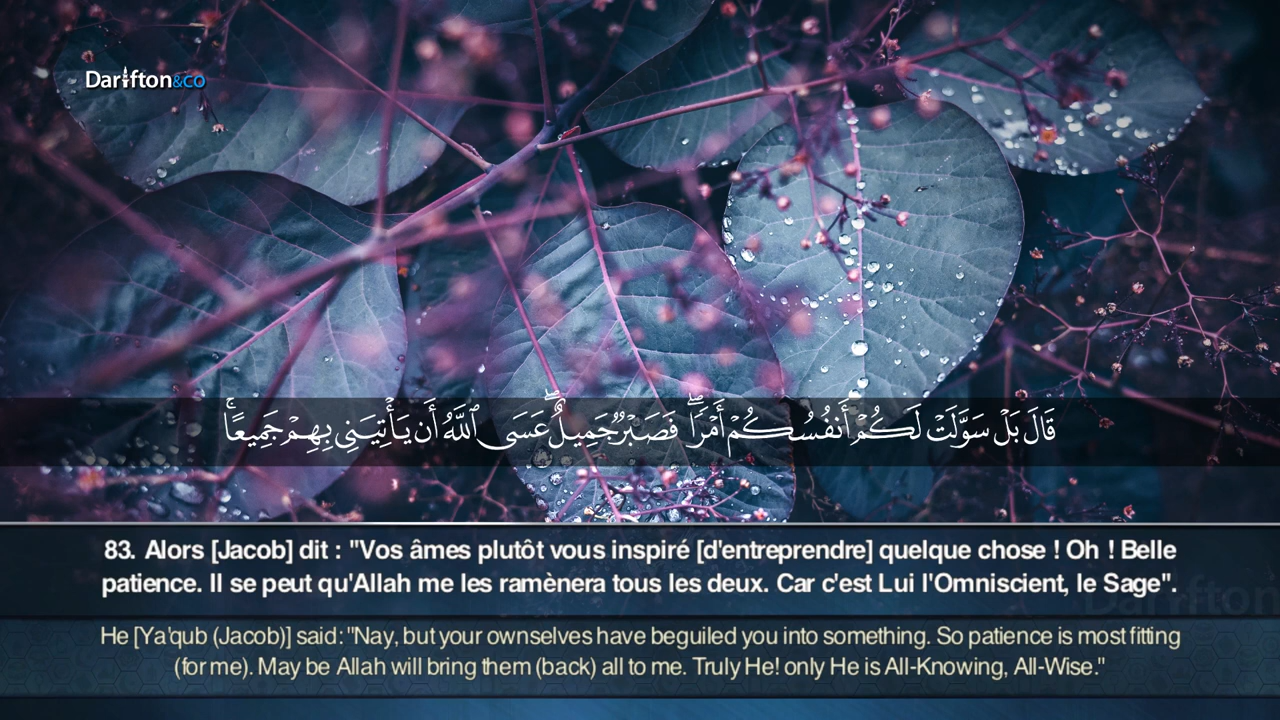 Darifton&co
قَالَ بَلْ سَوَّلَتْ لَكُمْ أَنفُسُكُمْ أَمْرًا ۖ فَصَبْرٌ جَمِيلٌ ۖ عَسَى ٱللَّهُ أَن يَأْتِيَنِى بِهِمْ جَمِيعًا ۚ
83. Alors [Jacob] dit : "Vos âmes plutôt vous inspiré [d'entreprendre] quelque chose ! Oh ! Belle
patience. Il se peut qu'Allah me les ramènera tous les deux. Car c'est Lui l'Omniscient, le Sage".
Darifton
He [Ya'qub (Jacob)] said: "Nay, but your ownselves have beguiled you into something. So patience is most fitting
(for me). May be Allah will bring them (back) all to me. Truly He! only He is All-Knowing, All-Wise."